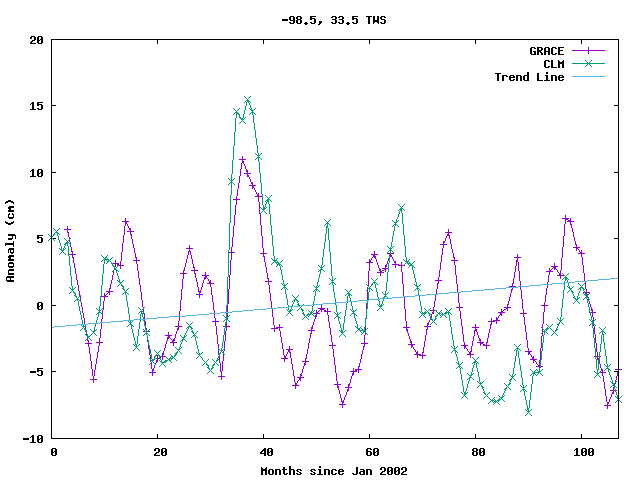 -98.5, 33.5 TWS
GRACE
CLM
Trend Line
20
15
10
5
0
-5
-10
Anomaly (cm)
0 20 40 60 80 100
Months since Jan 2002